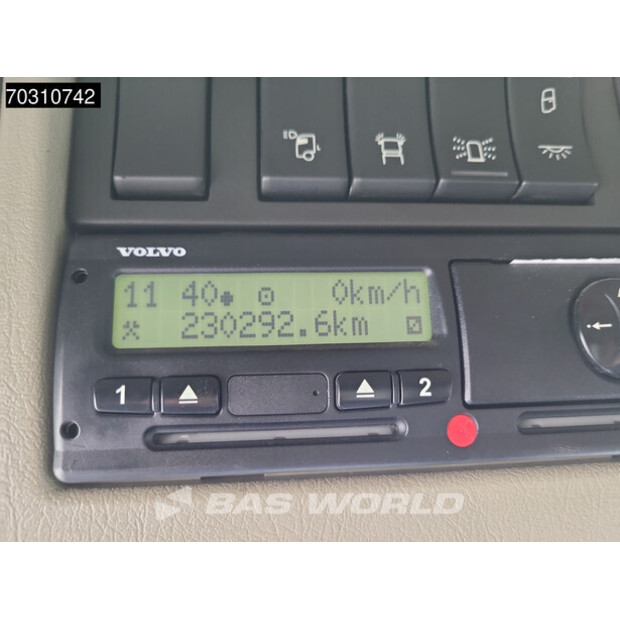 70310742
VOLVO
11 40 0km/h
230292.6km
1 2
BAS WORLD